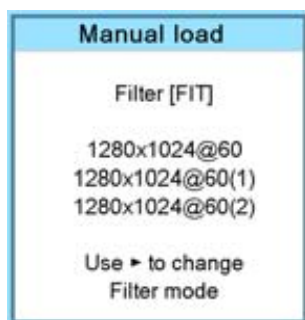 Manual load
Filter [FIT]
1280x1024@60
1280x1024@60(1)
1280x1024@60(2)
Use ► to change
Filter mode